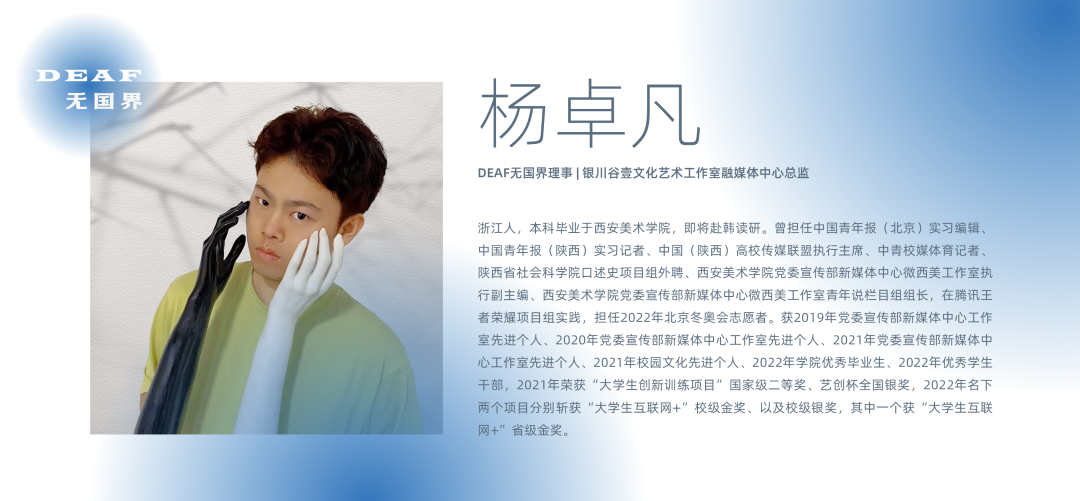 DEAF
无国界
杨卓凡
DEAF无国界理事 | 银川谷壹文化艺术工作室融媒体中心总监
浙江人，本科毕业于西安美术学院，即将赴韩读研。曾担任中国青年报（北京）实习编辑、
中国青年报（陕西）实习记者、中国（陕西）高校传媒联盟执行主席、中青校媒体育记者、
陕西省社会科学院口述史项目组外聘、西安美术学院党委宣传部新媒体中心微西美工作室执
行副主编、西安美术学院党委宣传部新媒体中心微西美工作室青年说栏目组组长，在腾讯王
者荣耀项目组实践，担任2022年北京冬奥会志愿者。获2019年党委宣传部新媒体中心工作
室先进个人、2020年党委宣传部新媒体中心工作室先进个人、2021年党委宣传部新媒体中
心工作室先进个人、2021年校园文化先进个人、2022年学院优秀毕业生、2022年优秀学生
干部，2021年荣获“大学生创新训练项目”国家级二等奖、艺创杯全国银奖，2022年名下
两个项目分别斩获“大学生互联网+”校级金奖、以及校级银奖，其中一个获“大学生互联
网+”省级金奖。